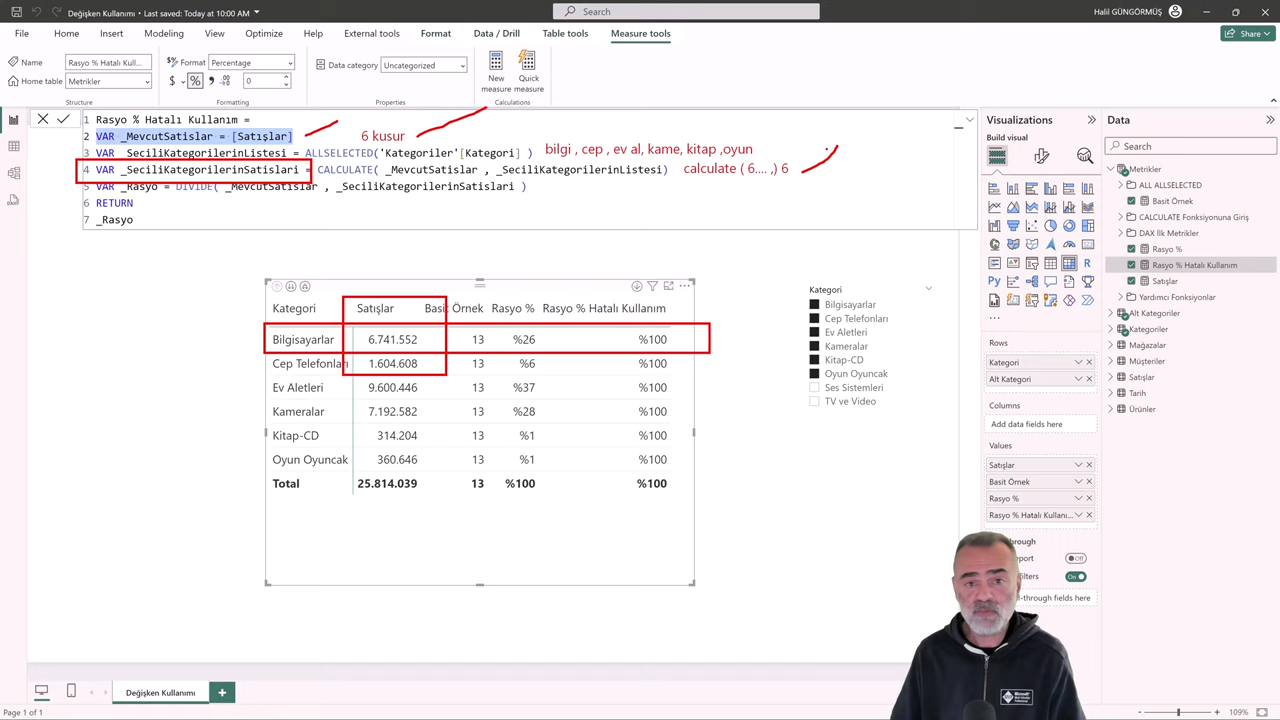 Değişken Kullanımı • Last saved: Today at 10:00 AM
Search
Halil GÜNGÖRMÜŞ
File Home Insert Modeling View Optimize Help External tools Format Data / Drill Table tools Measure tools
Share
Name Rasyo % Hatalı Kull...
Home table Metrikler
Structure
Format Percentage
$ % 0
Formatting
Data category Uncategorized
Properties
New measure
Quick measure
Calculations
1 Rasyo % Hatalı Kullanım =
2 VAR _MevcutSatislar = [Satışlar]
6 kusur
3 VAR _SeciliKategorilerinListesi = ALLSELECTED('Kategoriler'[Kategori] )
bilgi , cep , ev al, kame, kitap ,oyun
4 VAR _SeciliKategorilerinSatislari = CALCULATE( _MevcutSatislar , _SeciliKategorilerinListesi)
calculate ( 6.... ,) 6
5 VAR _Rasyo = DIVIDE( _MevcutSatislar , _SeciliKategorilerinSatislari )
6 RETURN
7 _Rasyo
Kategori Satışlar Basit Örnek Rasyo % Rasyo % Hatalı Kullanım
Bilgisayarlar 6.741.552 13 %26 %100
Cep Telefonları 1.604.608 13 %6 %100
Ev Aletleri 9.600.446 13 %37 %100
Kameralar 7.192.582 13 %28 %100
Kitap-CD 314.204 13 %1 %100
Oyun Oyuncak 360.646 13 %1 %100
Total 25.814.039 13 %100 %100
Kategori
Bilgisayarlar
Cep Telefonları
Ev Aletleri
Kameralar
Kitap-CD
Oyun Oyuncak
Ses Sistemleri
TV ve Video
Visualizations
Build visual
Rows
Kategori
Alt Kategori
Columns
Add data fields here
Values
Satışlar
Basit Örnek
Rasyo %
Rasyo % Hatalı Kullanı...
through
eport Off
filters On
l-through fields here
Data
Search
Metrikler
ALL ALLSELECTED
Basit Örnek
CALCULATE Fonksiyonuna Giriş
DAX İlk Metrikler
Rasyo %
Rasyo % Hatalı Kullanım
Satışlar
Yardımcı Fonksiyonlar
Alt Kategoriler
Kategoriler
Mağazalar
Müşteriler
Satışlar
Tarih
Ürünler
Değişken Kullanımı
Page 1 of 1
109%